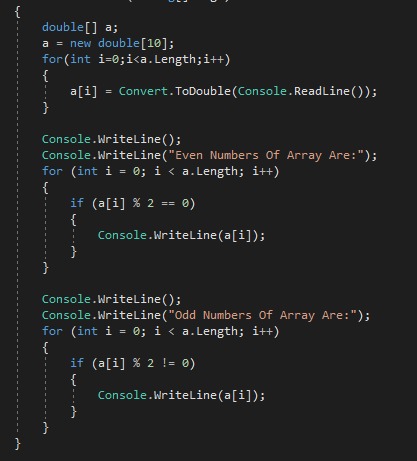 {
double[] a;
a = new double[10];
for(int i=0;i<a.Length;i++)
{
a[i] = Convert.ToDouble(Console.ReadLine());
}
Console.WriteLine();
Console.WriteLine("Even Numbers Of Array Are:");
for (int i = 0; i < a.Length; i++)
{
if (a[i] % 2 == 0)
{
Console.WriteLine(a[i]);
}
}
Console.WriteLine();
Console.WriteLine("Odd Numbers Of Array Are:");
for (int i = 0; i < a.Length; i++)
{
if (a[i] % 2 != 0)
{
Console.WriteLine(a[i]);
}
}
}